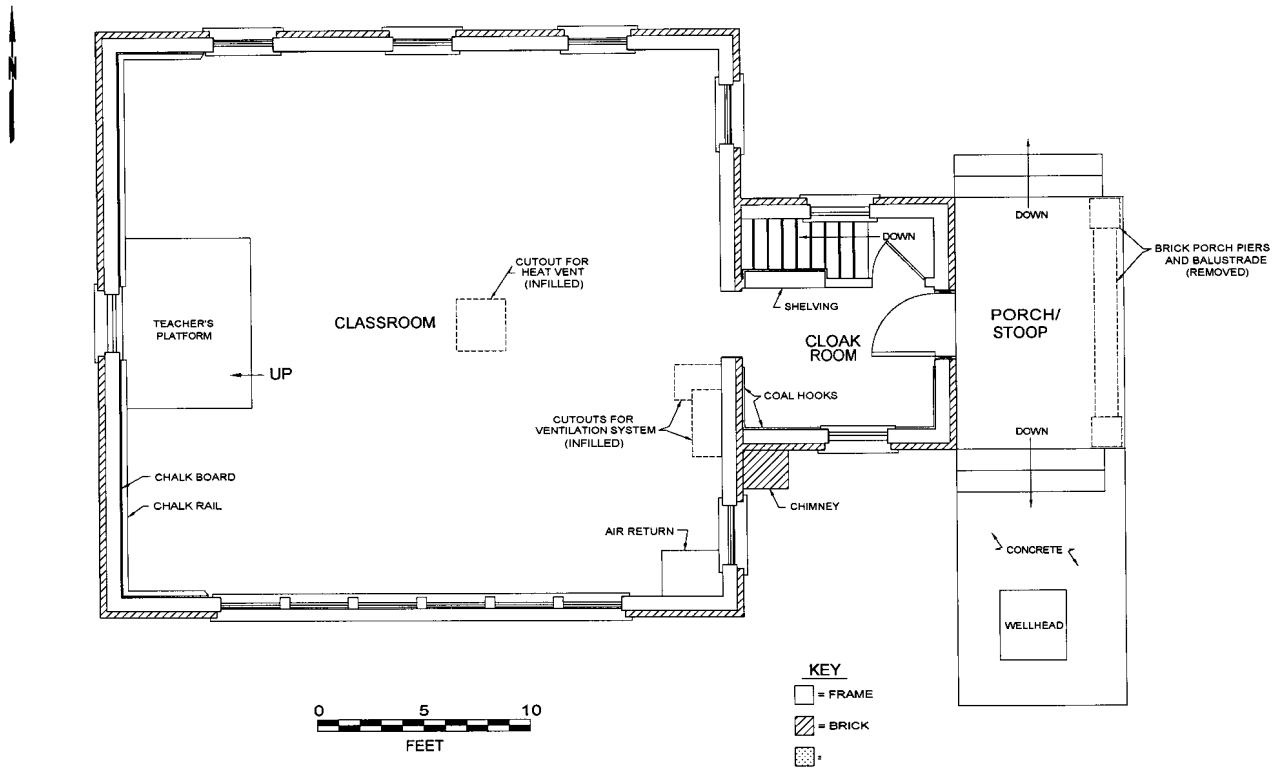 N
DOWN
DOWN
BRICK PORCH PIERS
AND BALUSTRADE
(REMOVED)
CUTOUT FOR
HEAT VENT
(INFILLED)
SHELVING
TEACHER'S
PLATFORM
CLASSROOM
CLOAK
ROOM
PORCH/
STOOP
UP
COAL HOOKS
CUTOUTS FOR
VENTILATION SYSTEM
(INFILLED)
DOWN
CHALK BOARD
CHALK RAIL
CHIMNEY
AIR RETURN
CONCRETE
WELLHEAD
KEY
= FRAME
= BRICK
=
0 5 10
FEET